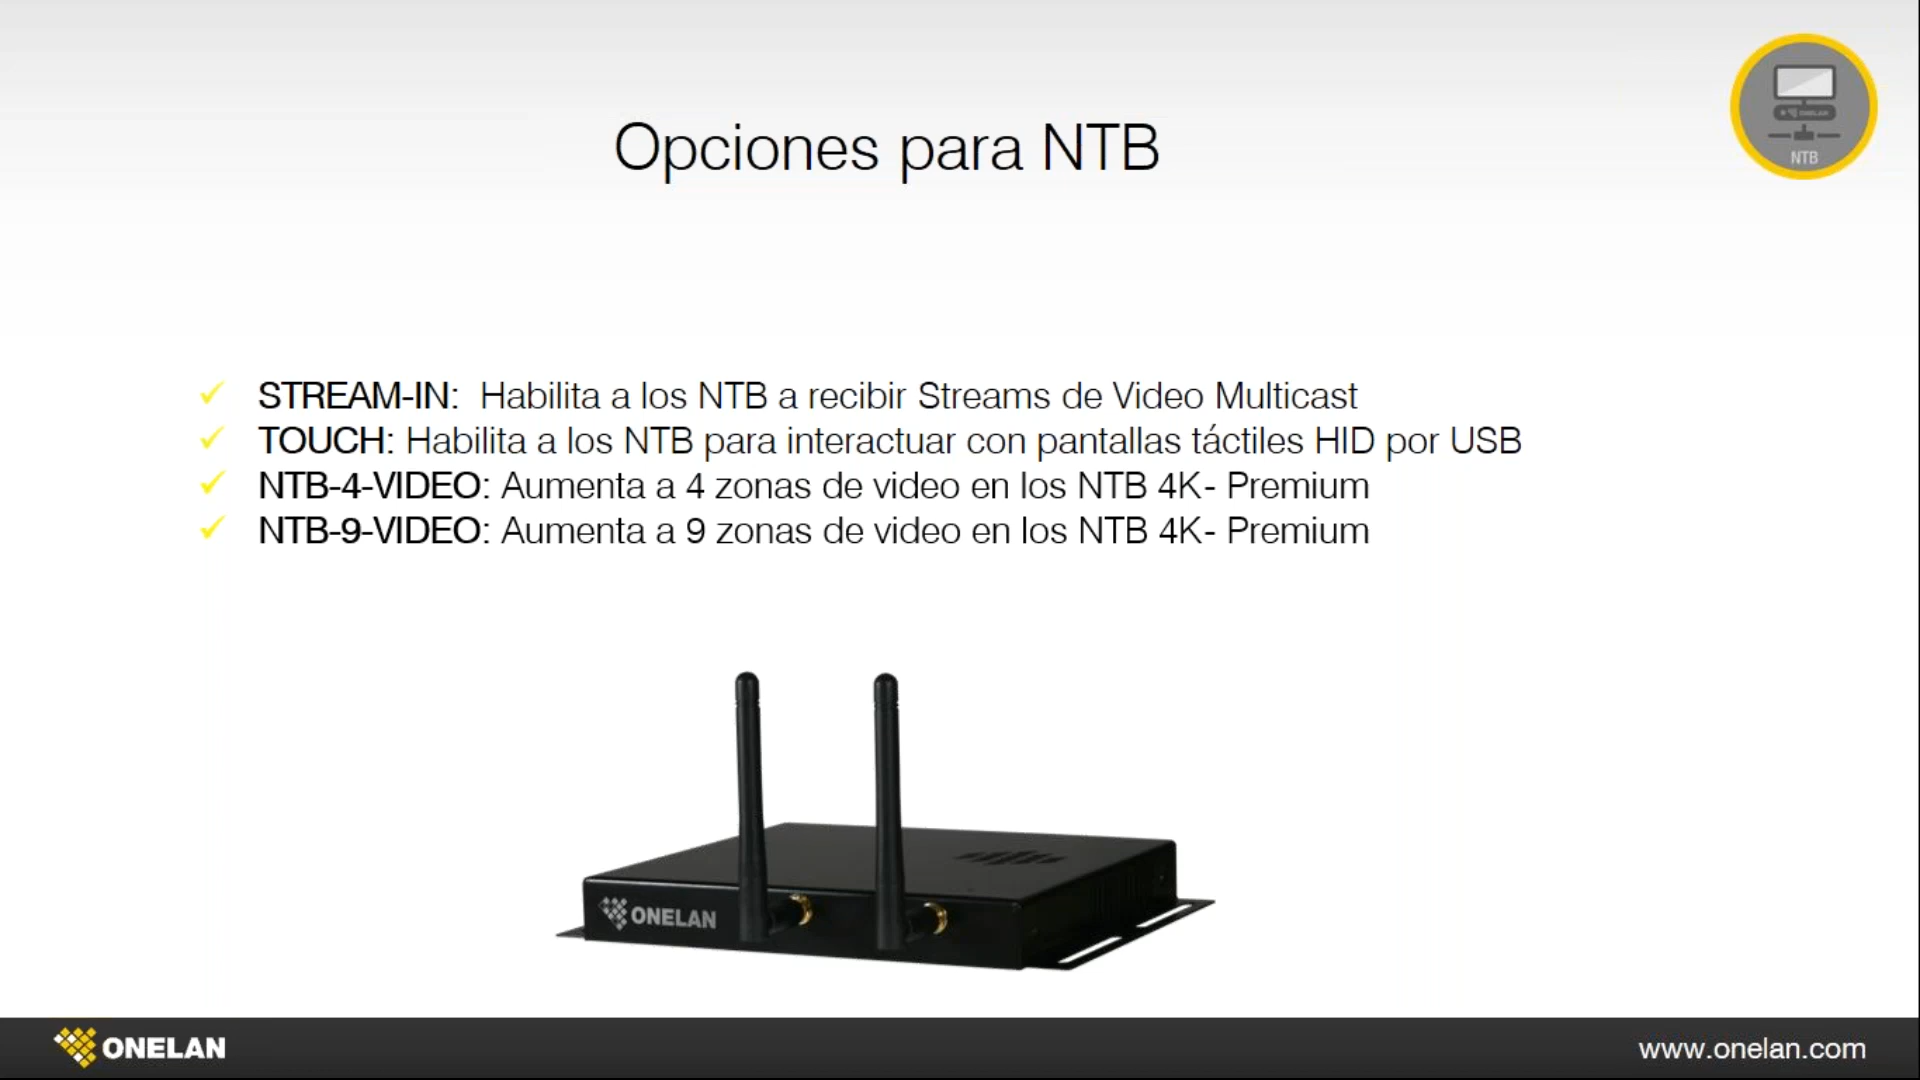 Opciones para NTB
NTB
STREAM-IN: Habilita a los NTB a recibir Streams de Video Multicast
TOUCH: Habilita a los NTB para interactuar con pantallas táctiles HID por USB
NTB-4-VIDEO: Aumenta a 4 zonas de video en los NTB 4K- Premium
NTB-9-VIDEO: Aumenta a 9 zonas de video en los NTB 4K- Premium
ONELAN
ONELAN
www.onelan.com